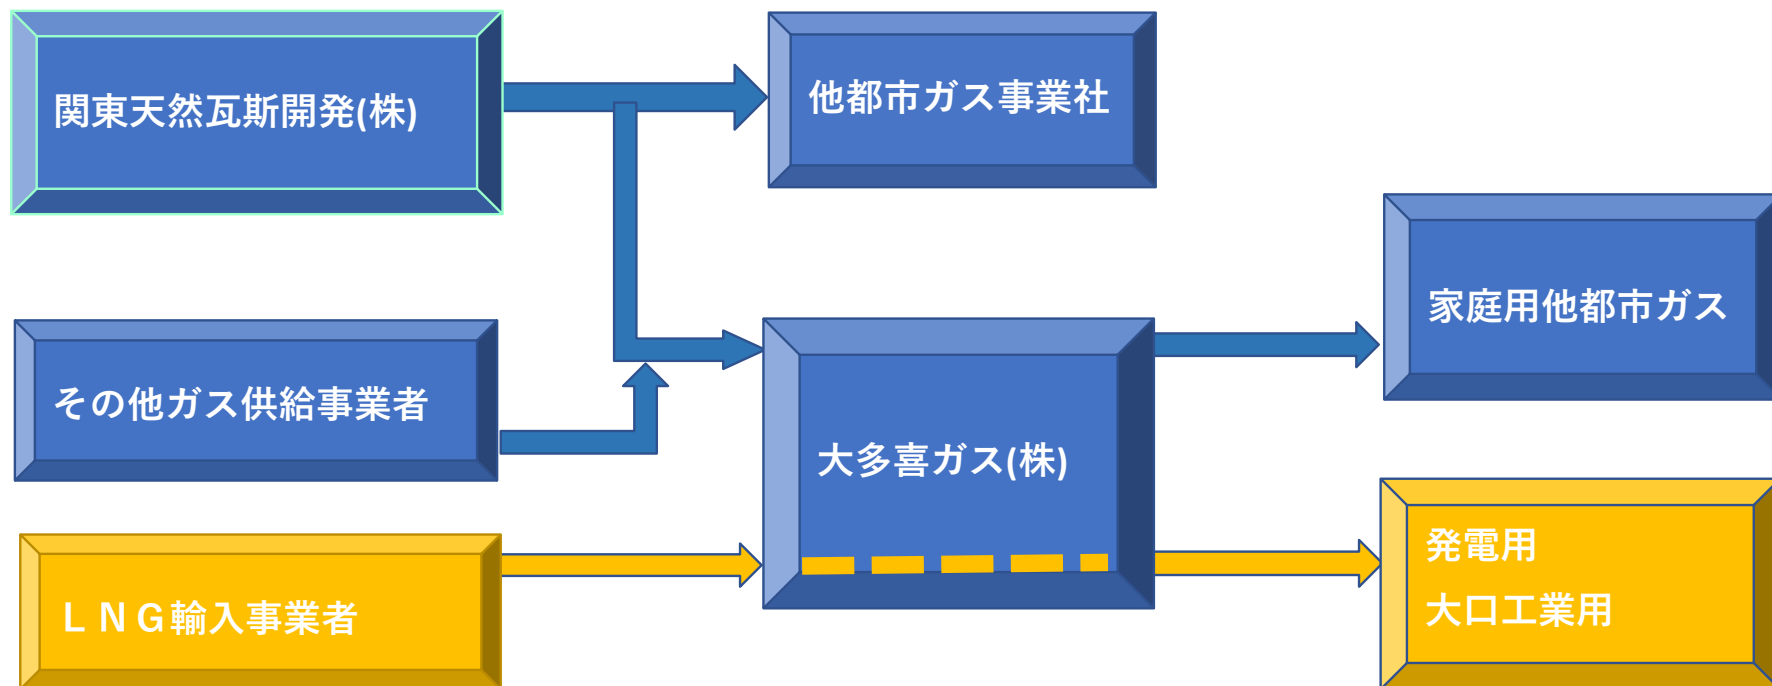 関東天然瓦斯開発(株)
他都市ガス事業社
家庭用他都市ガス
その他ガス供給事業者
大多喜ガス(株)
ＬＮＧ輸入事業者
発電用
大口工業用